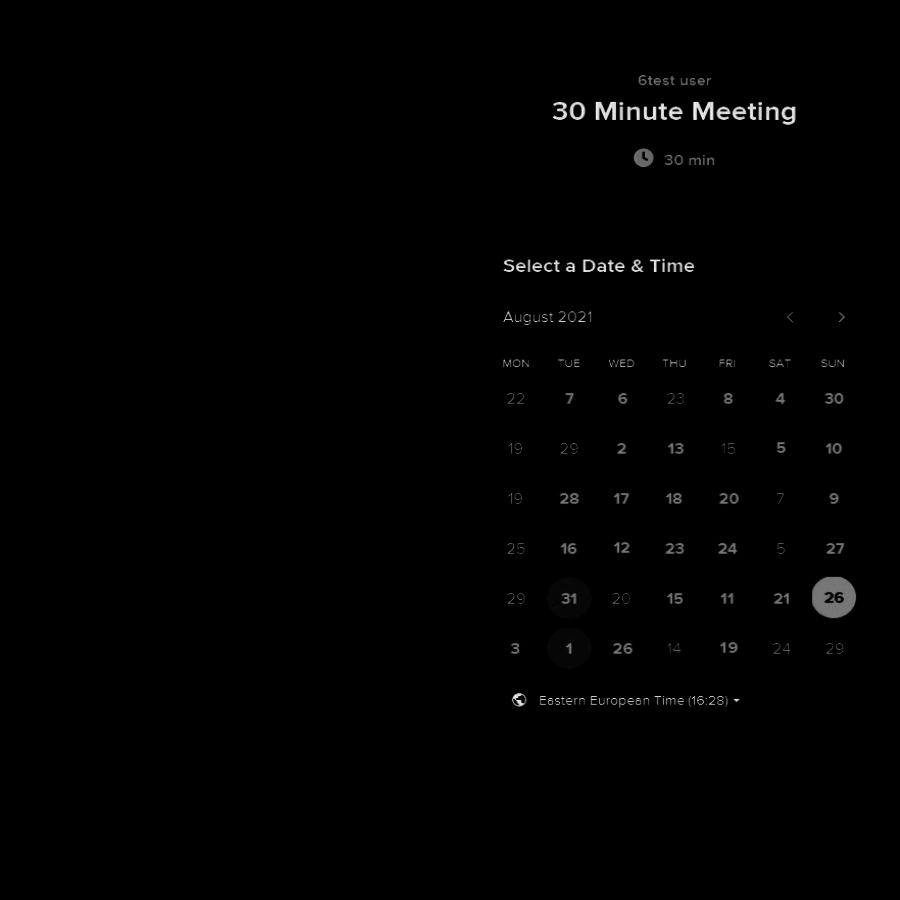 6test user
30 Minute Meeting
30 min
Select a Date & Time
August 2021
MON TUE WED THU FRI SAT SUN
22 7 6 23 8 4 30
19 29 2 13 15 5 10
19 28 17 18 20 7 9
25 16 12 23 24 5 27
29 31 20 15 11 21 26
3 1 26 14 19 24 29
Eastern European Time (16:28)